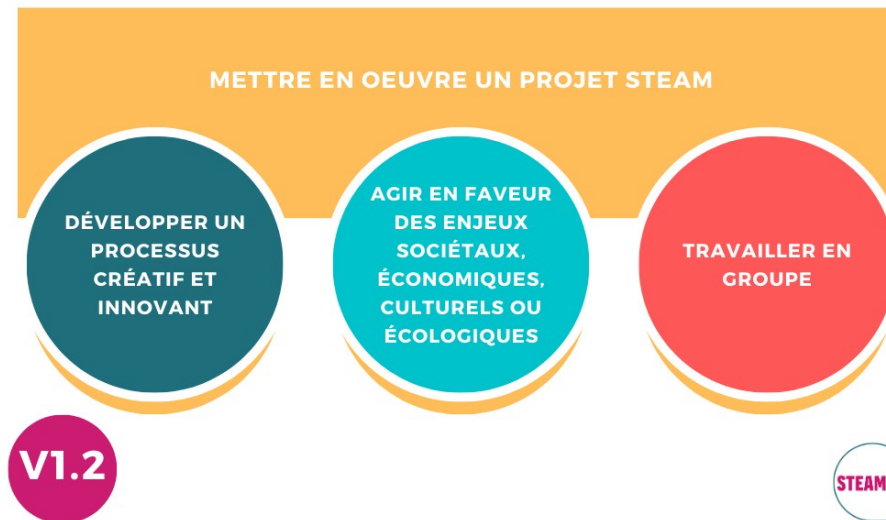 METTRE EN OEUVRE UN PROJET STEAM
DÉVELOPPER UN
PROCESSUS
CRÉATIF ET
INNOVANT
AGIR EN FAVEUR
DES ENJEUX
SOCIÉTAUX,
ÉCONOMIQUES,
CULTURELS OU
ÉCOLOGIQUES
TRAVAILLER EN
GROUPE
V1.2
STEAM